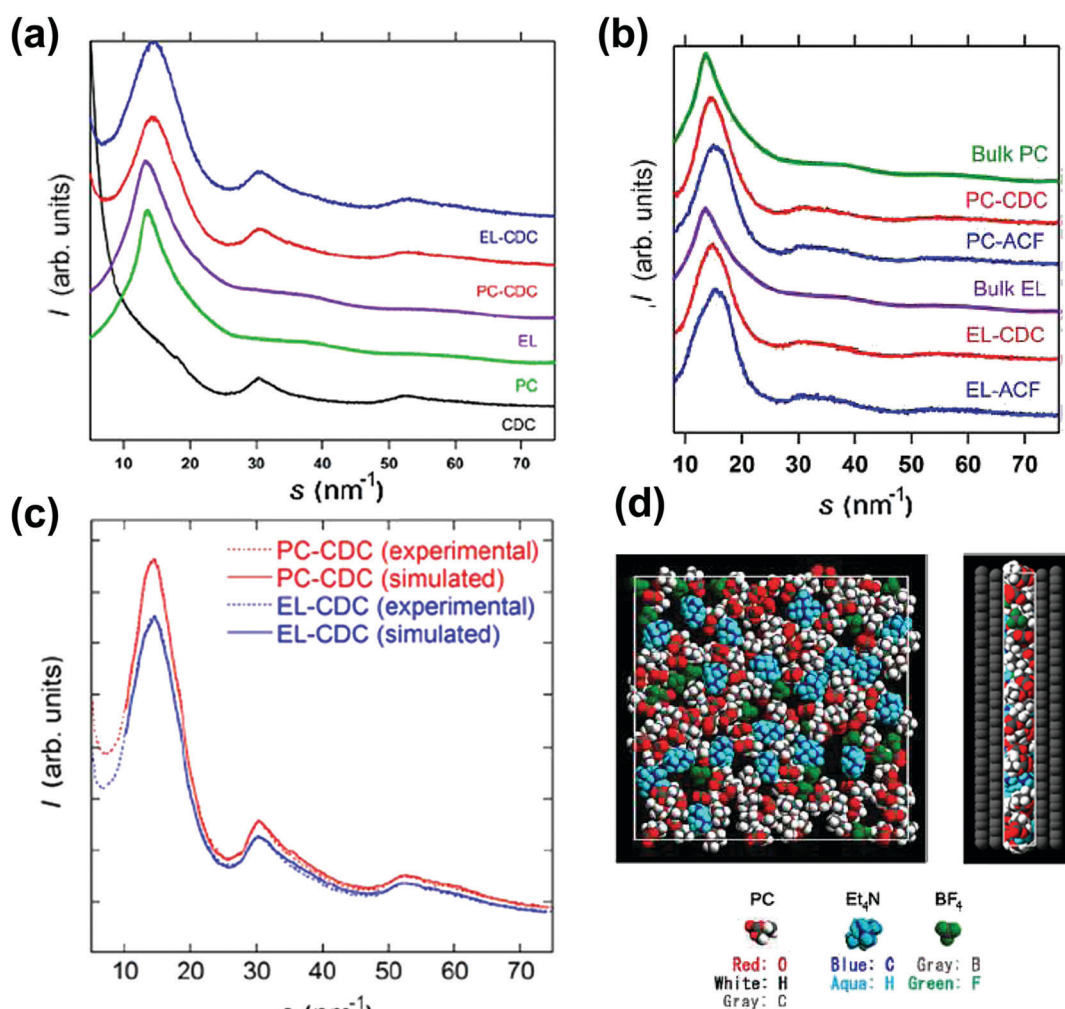 (a)
I (arb. units)
EL-CDC
PC-CDC
EL
PC
CDC
10 20 30 40 50 60 70
s (nm⁻¹)
(b)
I (arb. units)
Bulk PC
PC-CDC
PC-ACF
Bulk EL
EL-CDC
EL-ACF
10 20 30 40 50 60 70
s (nm⁻¹)
(c)
I (arb. units)
PC-CDC (experimental)
PC-CDC (simulated)
EL-CDC (experimental)
EL-CDC (simulated)
10 20 30 40 50 60 70
(d)
PC Et₄N BF₄
Red: O Blue: C Gray: B
White: H Aqua: H Green: F
Gray: C